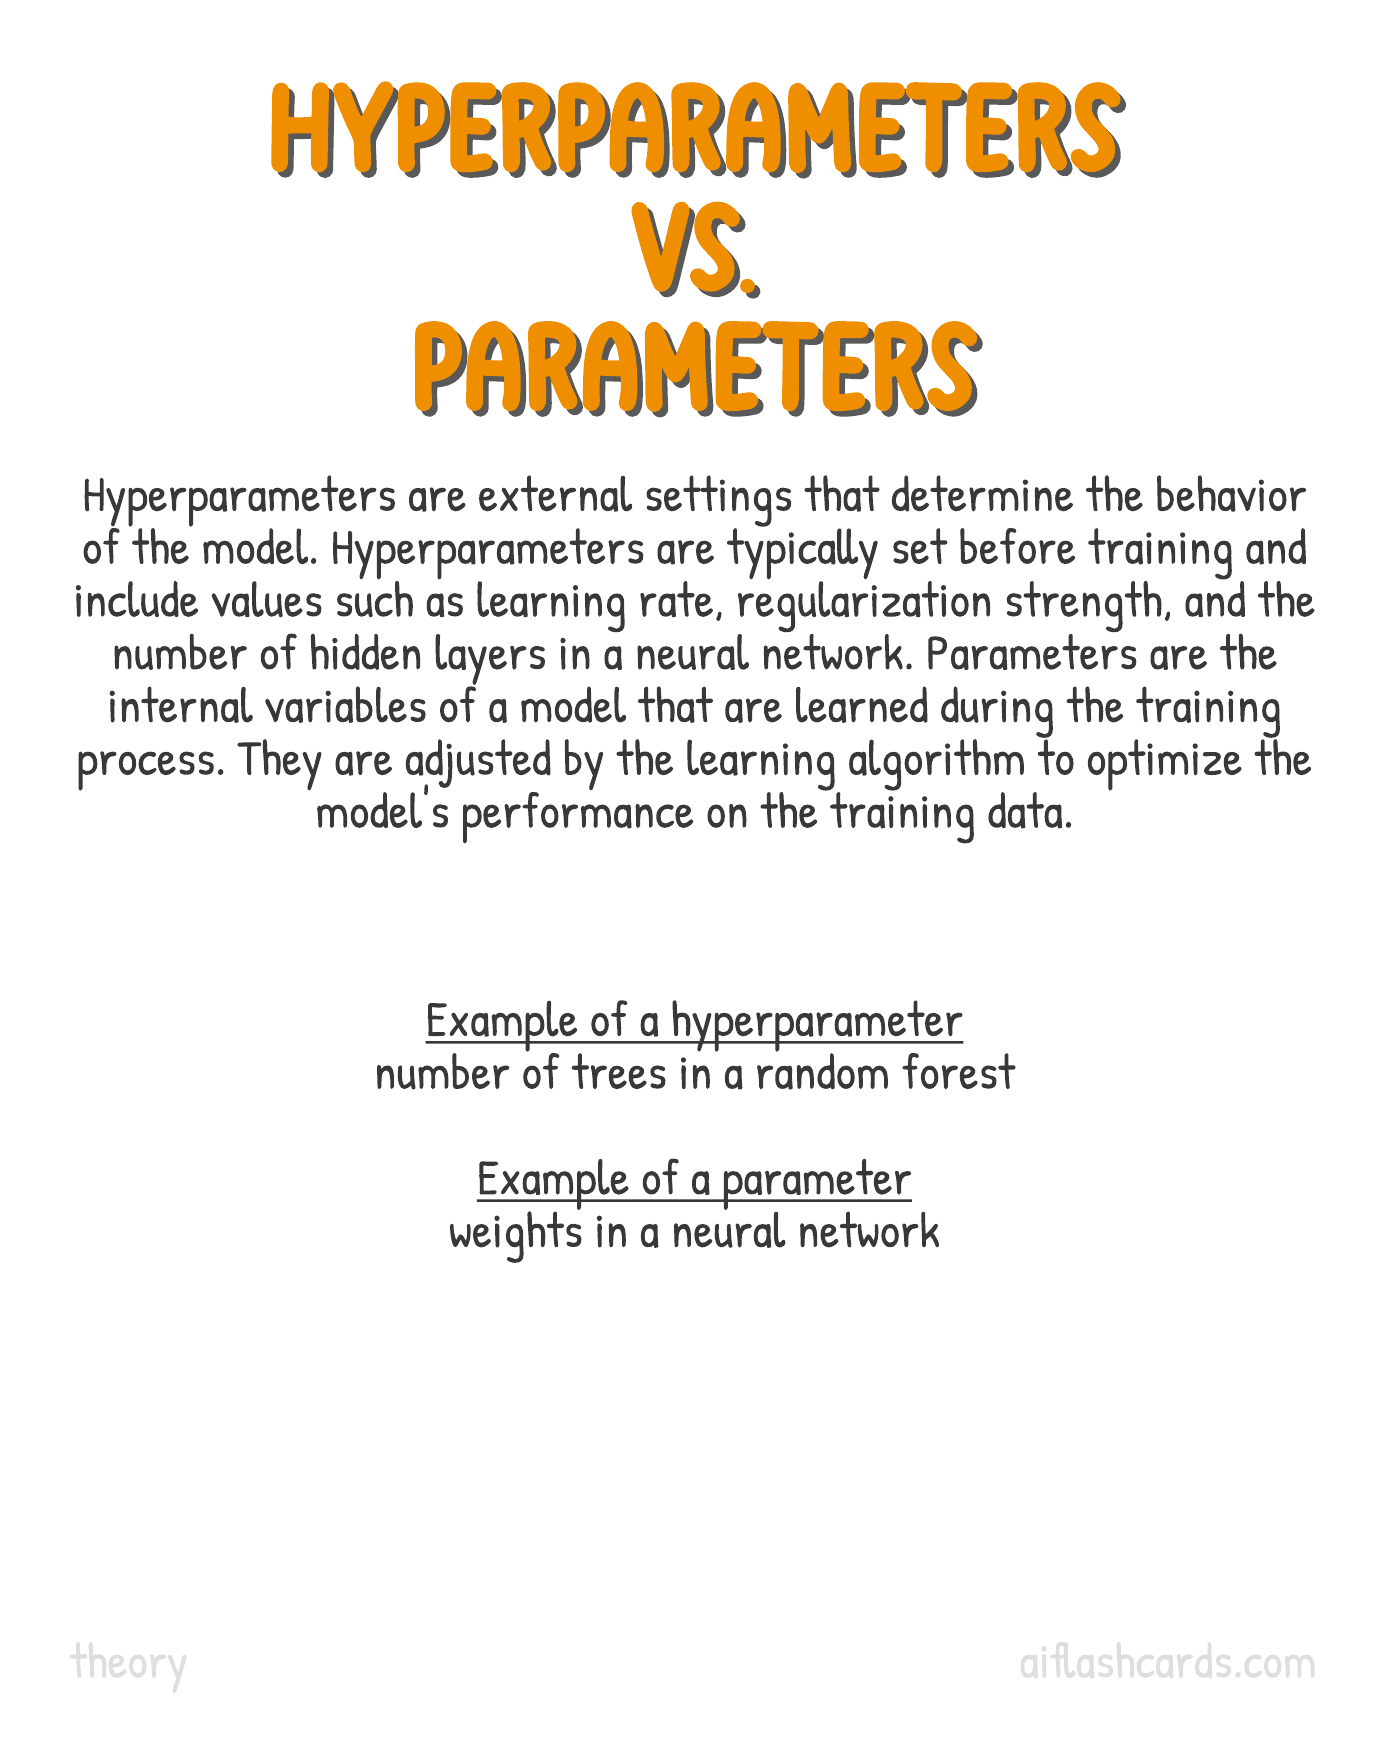 HYPERPARAMETERS
VS.
PARAMETERS
Hyperparameters are external settings that determine the behavior
of the model. Hyperparameters are typically set before training and
include values such as learning rate, regularization strength, and the
number of hidden layers in a neural network. Parameters are the
internal variables of a model that are learned during the training
process. They are adjusted by the learning algorithm to optimize the
model's performance on the training data.
Example of a hyperparameter
number of trees in a random forest
Example of a parameter
weights in a neural network
theory
aiflashcards.com